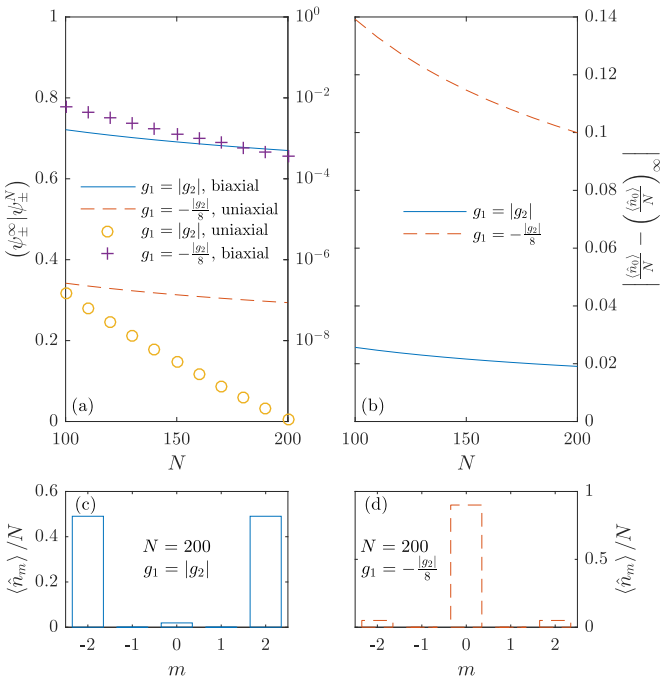 1
10⁰
0.8
10⁻²
0.6
10⁻⁴
0.4
10⁻⁶
0.2
10⁻⁸
0
(ψ±^∞|ψ±^N)
g₁ = |g₂|, biaxial
g₁ = −|g₂|/8, uniaxial
g₁ = |g₂|, uniaxial
g₁ = −|g₂|/8, biaxial
(a)
100 150 200
N
0.14
0.12
0.1
0.08
0.06
0.04
0.02
0
|⟨n̂₀⟩/N − (⟨n̂₀⟩/N)_∞|
g₁ = |g₂|
g₁ = −|g₂|/8
(b)
100 150 200
N
0.6
0.4
0.2
0
⟨n̂ₘ⟩ /N
(c)
N = 200
g₁ = |g₂|
-2 -1 0 1 2
m
(d)
N = 200
g₁ = −|g₂|/8
1
0.5
0
⟨n̂ₘ⟩ /N
-2 -1 0 1 2
m